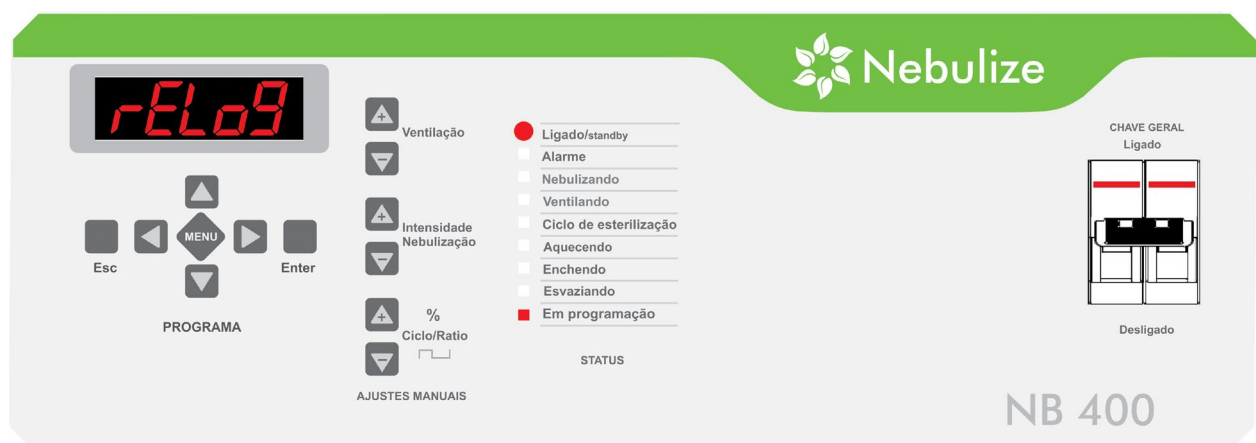 Nebulize
rELog
Ventilação
Intensidade
Nebulização
%
Ciclo/Ratio
AJUSTES MANUAIS
MENU
Esc
Enter
PROGRAMA
Ligado/standby
Alarme
Nebulizando
Ventilando
Ciclo de esterilização
Aquecendo
Enchendo
Esvaziando
Em programação
STATUS
CHAVE GERAL
Ligado
Desligado
NB 400